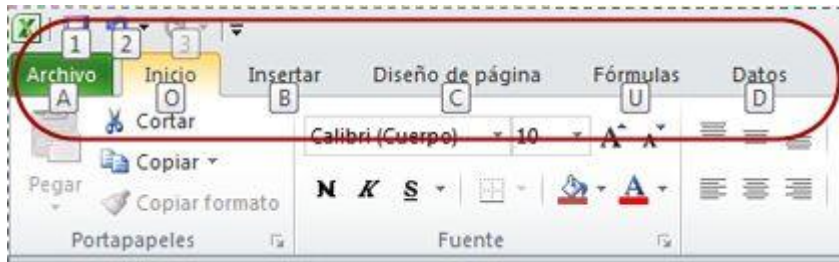 1 2 3
Archivo Inicio Insertar Diseño de página Fórmulas Datos
A O B C U D
Cortar
Calibri (Cuerpo) 10 A A
Copiar
Pegar
Copiar formato
N K S A
Portapapeles Fuente